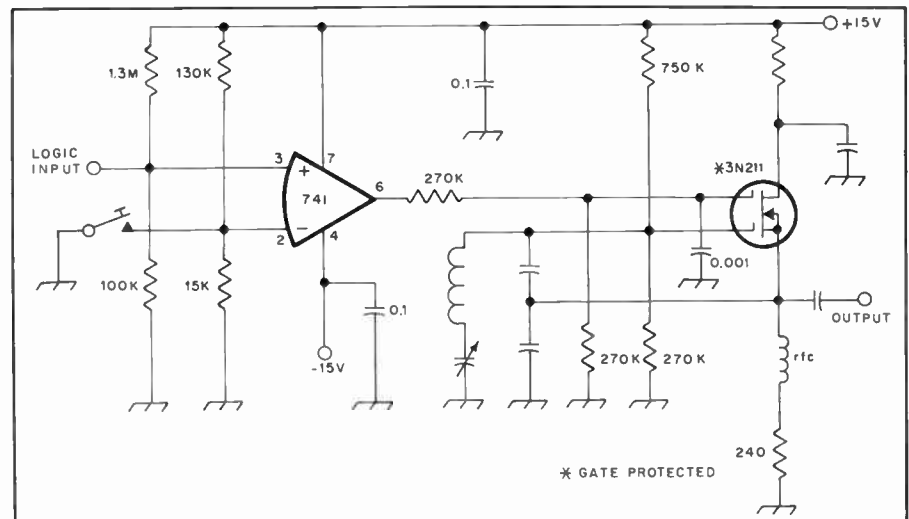 +15V
1.3M
130K
0.1
750K
LOGIC
INPUT
3
+
7
*3N211
741
6
270K
2
−
4
0.001
100K
15K
0.1
OUTPUT
-15V
270K
270K
rfc
240
* GATE PROTECTED